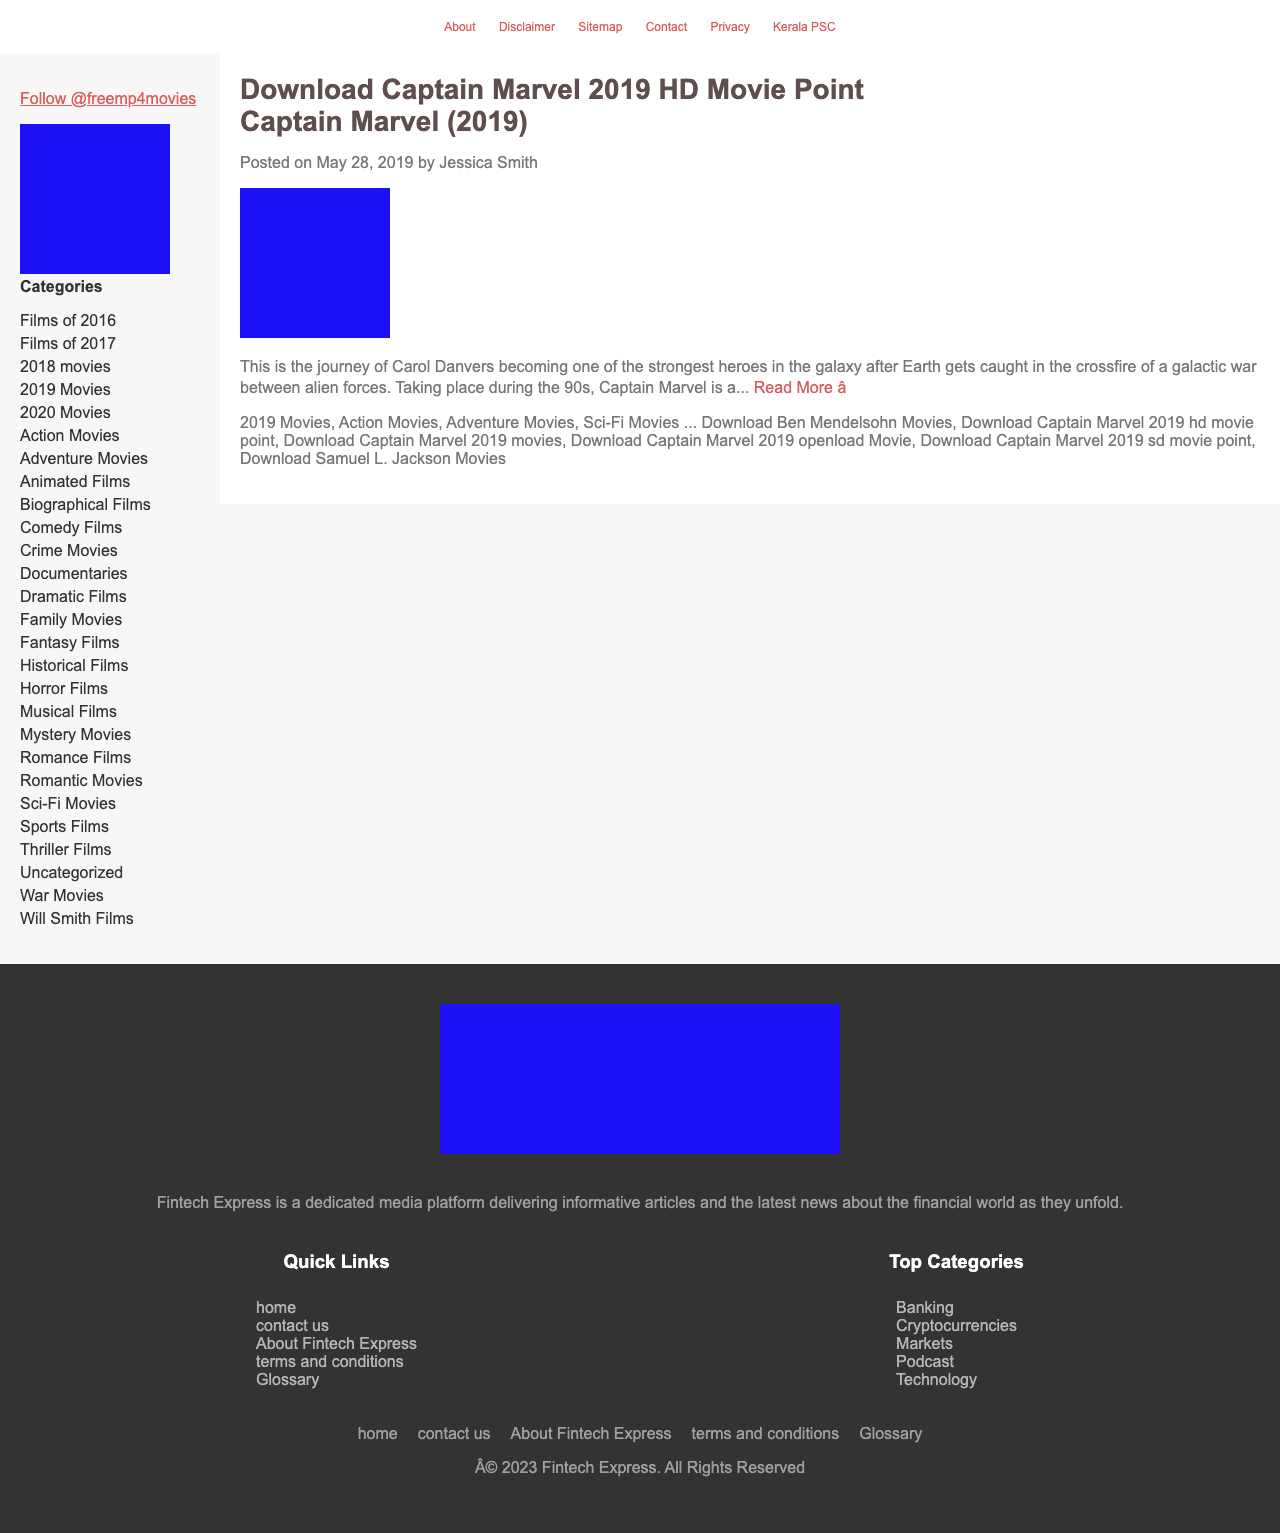 About Disclaimer Sitemap Contact Privacy Kerala PSC
Follow @freemp4movies
Categories
Films of 2016
Films of 2017
2018 movies
2019 Movies
2020 Movies
Action Movies
Adventure Movies
Animated Films
Biographical Films
Comedy Films
Crime Movies
Documentaries
Dramatic Films
Family Movies
Fantasy Films
Historical Films
Horror Films
Musical Films
Mystery Movies
Romance Films
Romantic Movies
Sci-Fi Movies
Sports Films
Thriller Films
Uncategorized
War Movies
Will Smith Films
Download Captain Marvel 2019 HD Movie Point
Captain Marvel (2019)
Posted on May 28, 2019 by Jessica Smith
This is the journey of Carol Danvers becoming one of the strongest heroes in the galaxy after Earth gets caught in the crossfire of a galactic war
between alien forces. Taking place during the 90s, Captain Marvel is a... Read More â
2019 Movies, Action Movies, Adventure Movies, Sci-Fi Movies ... Download Ben Mendelsohn Movies, Download Captain Marvel 2019 hd movie
point, Download Captain Marvel 2019 movies, Download Captain Marvel 2019 openload Movie, Download Captain Marvel 2019 sd movie point,
Download Samuel L. Jackson Movies
Fintech Express is a dedicated media platform delivering informative articles and the latest news about the financial world as they unfold.
Quick Links
home
contact us
About Fintech Express
terms and conditions
Glossary
Top Categories
Banking
Cryptocurrencies
Markets
Podcast
Technology
home contact us About Fintech Express terms and conditions Glossary
Â© 2023 Fintech Express. All Rights Reserved